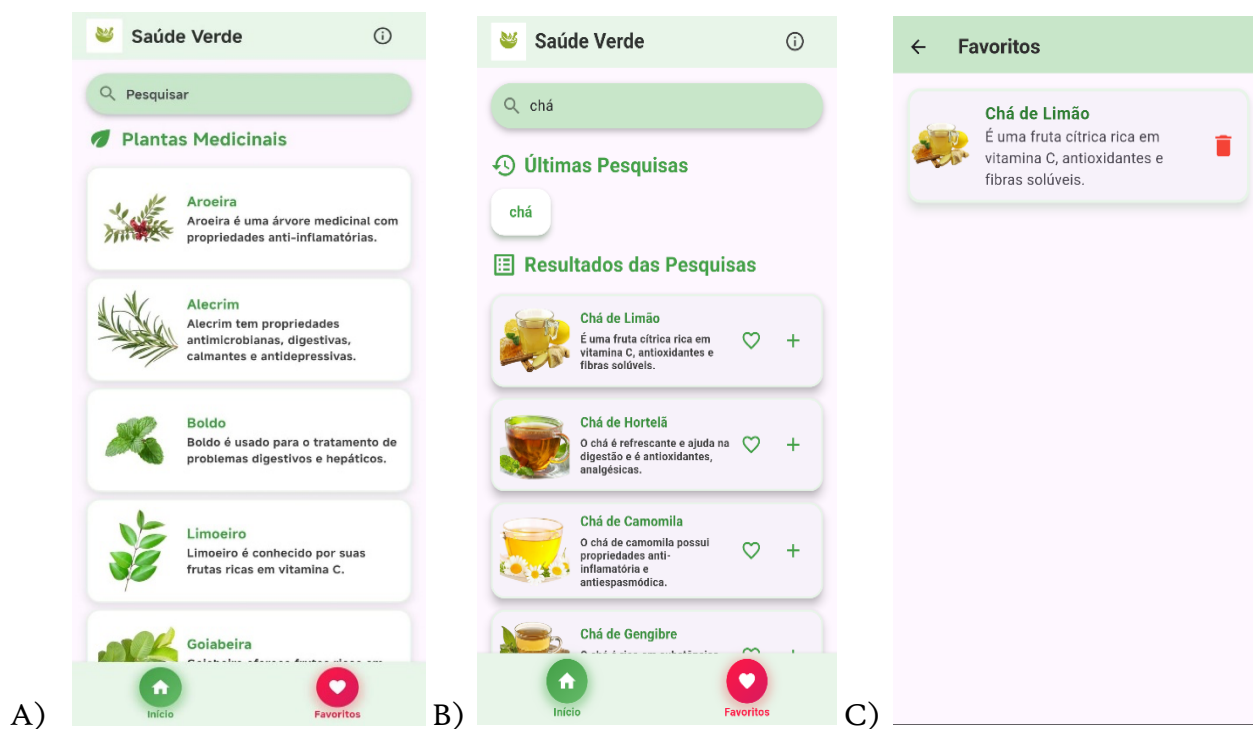 Saúde Verde
Pesquisar
Plantas Medicinais
Aroeira
Aroeira é uma árvore medicinal com
propriedades anti-inflamatórias.
Alecrim
Alecrim tem propriedades
antimicrobianas, digestivas,
calmantes e antidepressivas.
Boldo
Boldo é usado para o tratamento de
problemas digestivos e hepáticos.
Limoeiro
Limoeiro é conhecido por suas
frutas ricas em vitamina C.
Goiabeira
Início
Favoritos
A)
Saúde Verde
chá
Últimas Pesquisas
chá
Resultados das Pesquisas
Chá de Limão
É uma fruta cítrica rica em
vitamina C, antioxidantes e
fibras solúveis.
Chá de Hortelã
O chá é refrescante e ajuda na
digestão e é antioxidantes,
analgésicas.
Chá de Camomila
O chá de camomila possui
propriedades anti-
inflamatória e
antiespasmódica.
Chá de Gengibre
Início
Favoritos
B)
Favoritos
Chá de Limão
É uma fruta cítrica rica em
vitamina C, antioxidantes e
fibras solúveis.
C)